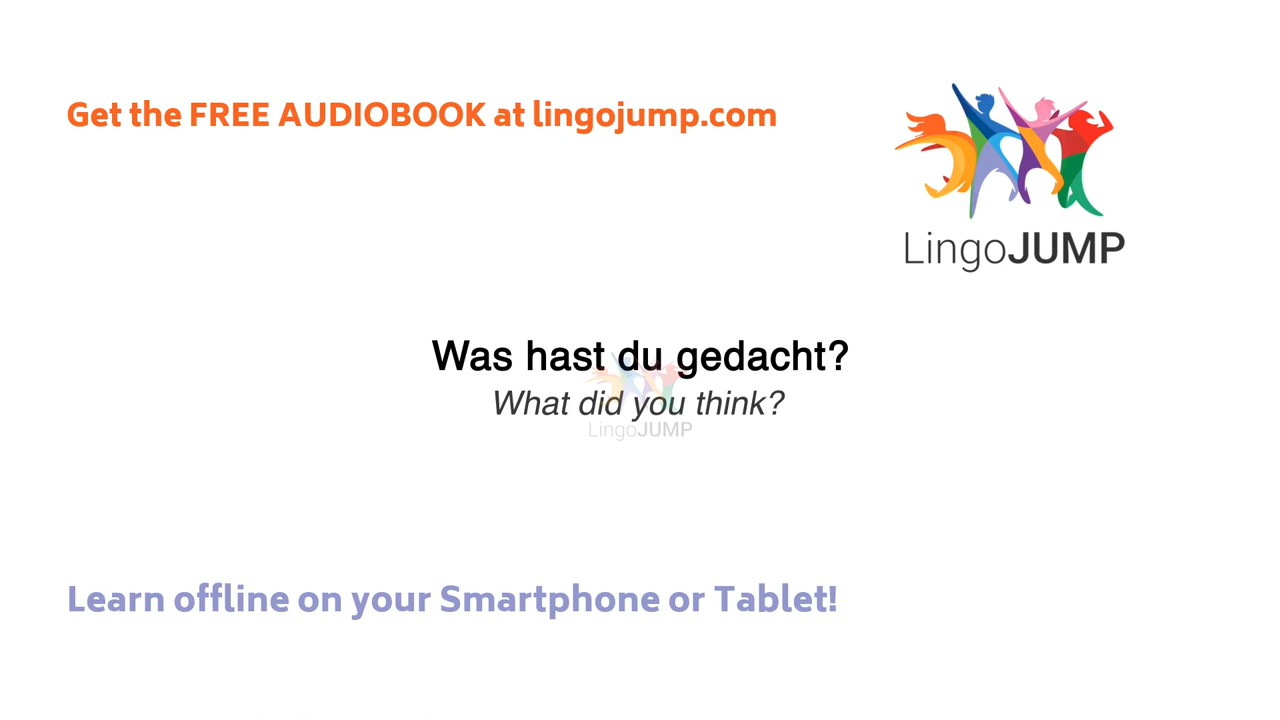 Get the FREE AUDIOBOOK at lingojump.com
LingoJUMP
Was hast du gedacht?
What did you think?
LingoJUMP
Learn offline on your Smartphone or Tablet!